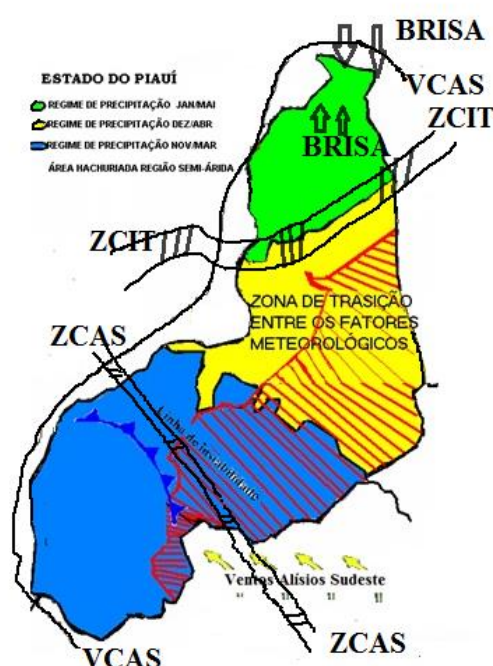 BRISA
ESTADO DO PIAUÍ
VCAS
REGIME DE PRECIPITAÇÃO JAN/MAI
REGIME DE PRECIPITAÇÃO DEZ/ABR
ZCIT
REGIME DE PRECIPITAÇÃO NOV/MAR
BRISA
ÁREA HACHURIADA REGIÃO SEMI-ÁRIDA
ZCIT
ZONA DE TRASIÇÃO
ENTRE OS FATORES
METEOROLÓGICOS
ZCAS
Linha de instabilidade
Ventos Alísios Sudeste
ZCAS
VCAS